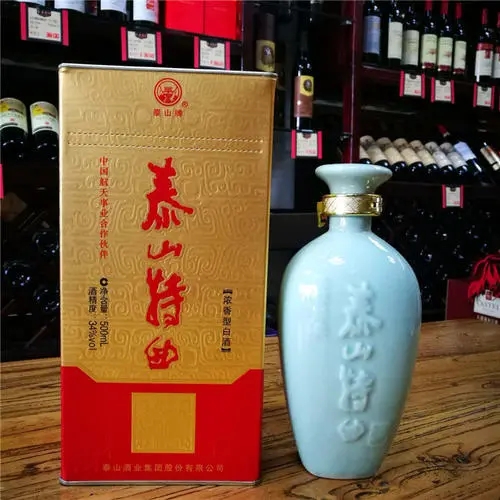 泰山牌
®
中国航天事业合作伙伴
泰山特曲
【浓香型白酒】
净含量：500mL
酒精度：34%vol
泰山酒业集团股份有限公司
泰山特曲